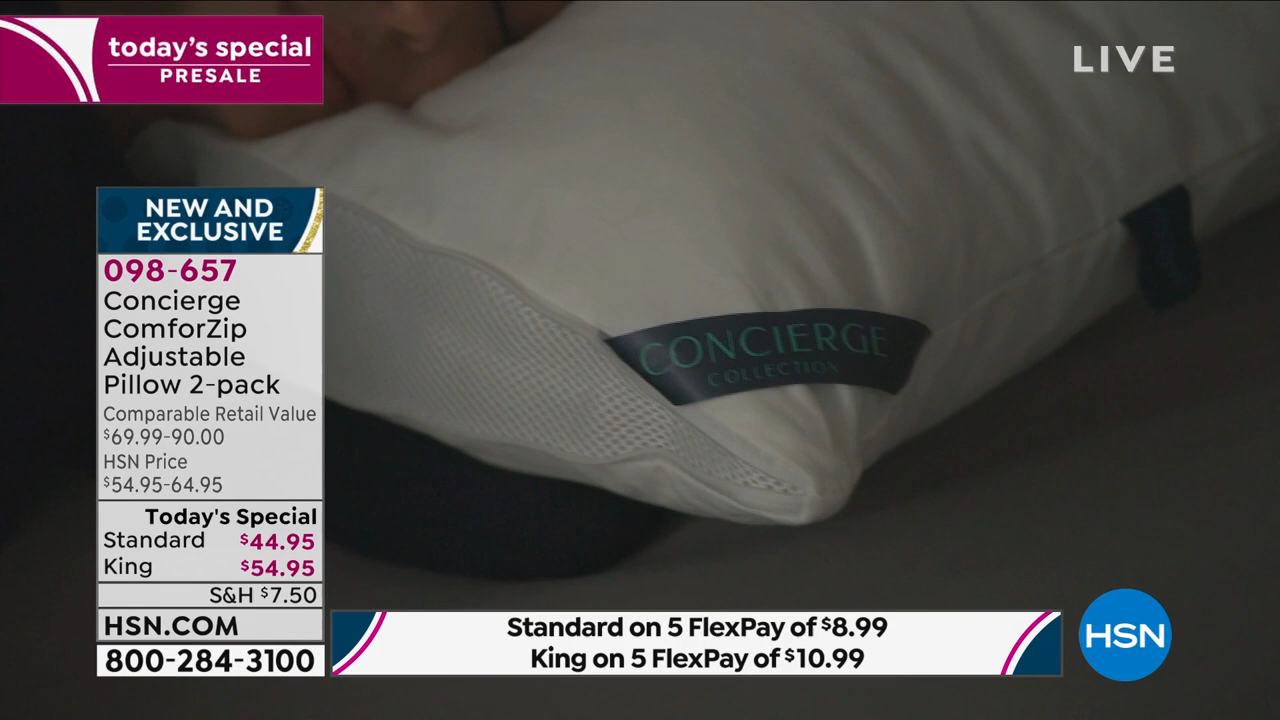 today's special
PRESALE
LIVE
NEW AND
EXCLUSIVE
098-657
Concierge
ComforZip
Adjustable
Pillow 2-pack
Comparable Retail Value
$69.99-90.00
HSN Price
$54.95-64.95
Today's Special
Standard $44.95
King $54.95
S&H $7.50
HSN.COM
800-284-3100
CONCIERGE
COLLECTION
Standard on 5 FlexPay of $8.99
King on 5 FlexPay of $10.99
HSN